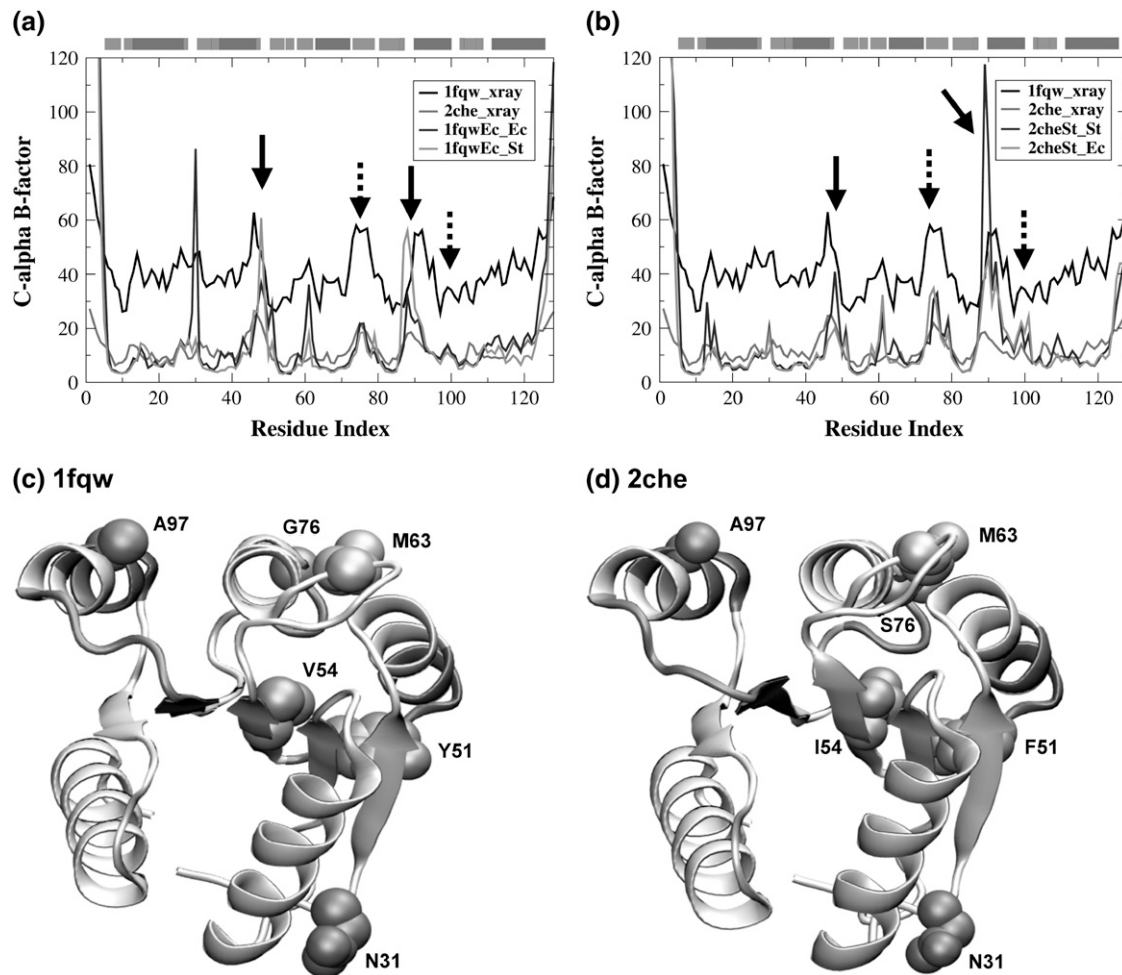 (a)
120
100
80
60
40
20
0
C-alpha B-factor
1fqw_xray
2che_xray
1fqwEc_Ec
1fqwEc_St
0 20 40 60 80 100 120
Residue Index
(b)
120
100
80
60
40
20
0
C-alpha B-factor
1fqw_xray
2che_xray
2cheSt_St
2cheSt_Ec
0 20 40 60 80 100 120
Residue Index
(c) 1fqw
A97
G76
M63
V54
Y51
N31
(d) 2che
A97
M63
S76
I54
F51
N31